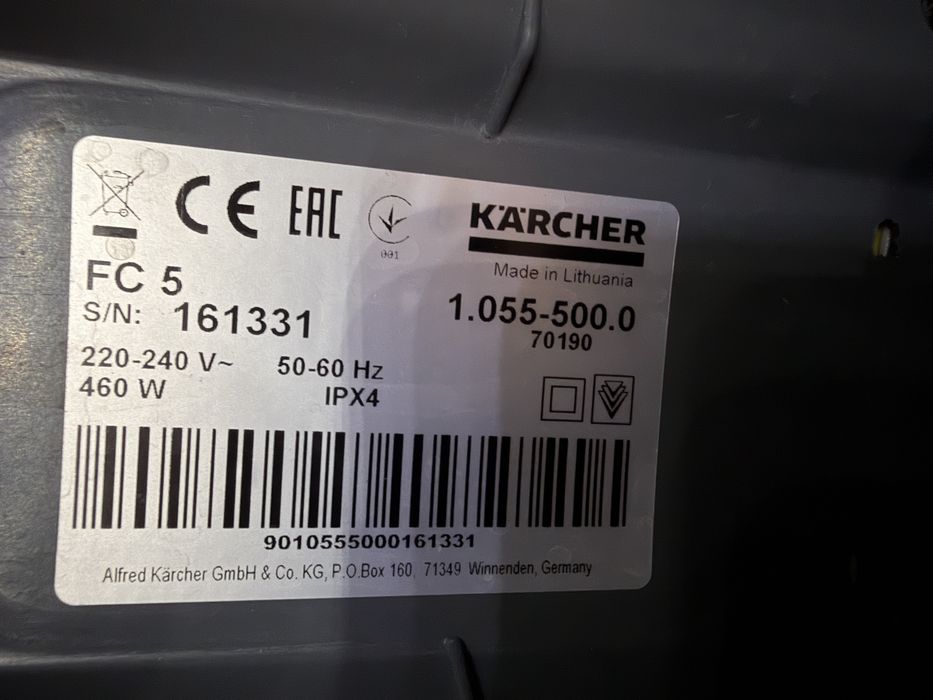 CE EAC
001
KÄRCHER
Made in Lithuania
FC 5
S/N: 161331
1.055-500.0
70190
220-240 V~ 50-60 Hz
460 W IPX4
9010555000161331
Alfred Kärcher GmbH & Co. KG, P.O.Box 160, 71349 Winnenden, Germany